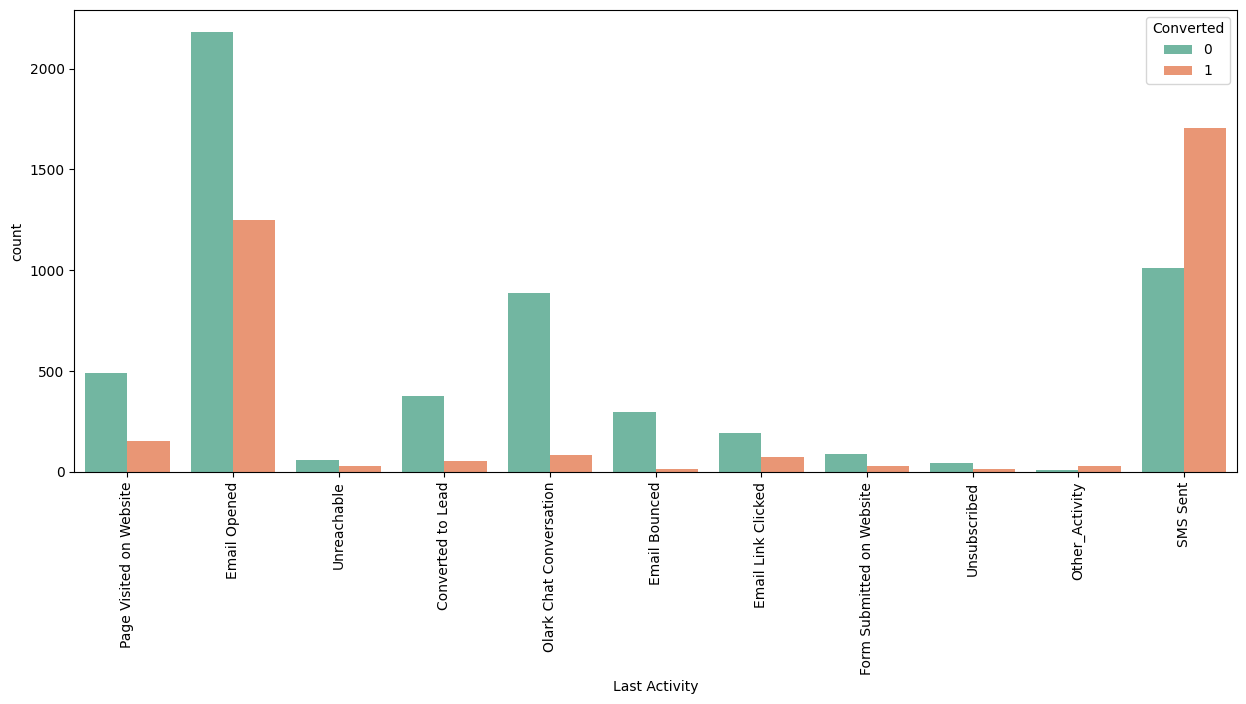 Converted
0
1
2000
1500
1000
500
0
count
Page Visited on Website
Email Opened
Unreachable
Converted to Lead
Olark Chat Conversation
Email Bounced
Email Link Clicked
Form Submitted on Website
Unsubscribed
Other_Activity
SMS Sent
Last Activity